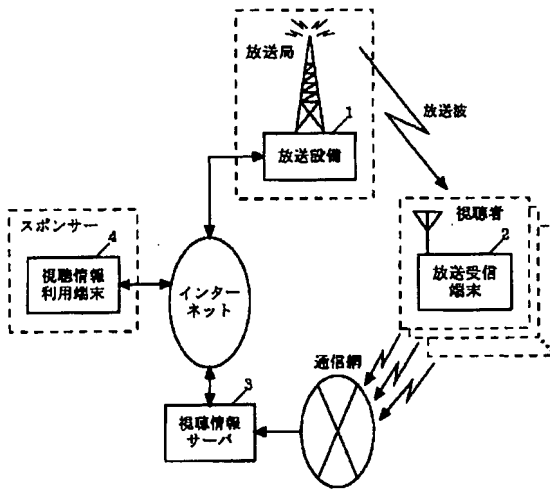 放送局
1
放送設備
放送波
スポンサー
4
視聴情報
利用端末
インター
ネット
視聴者
2
放送受信
端末
通信網
3
視聴情報
サーバ